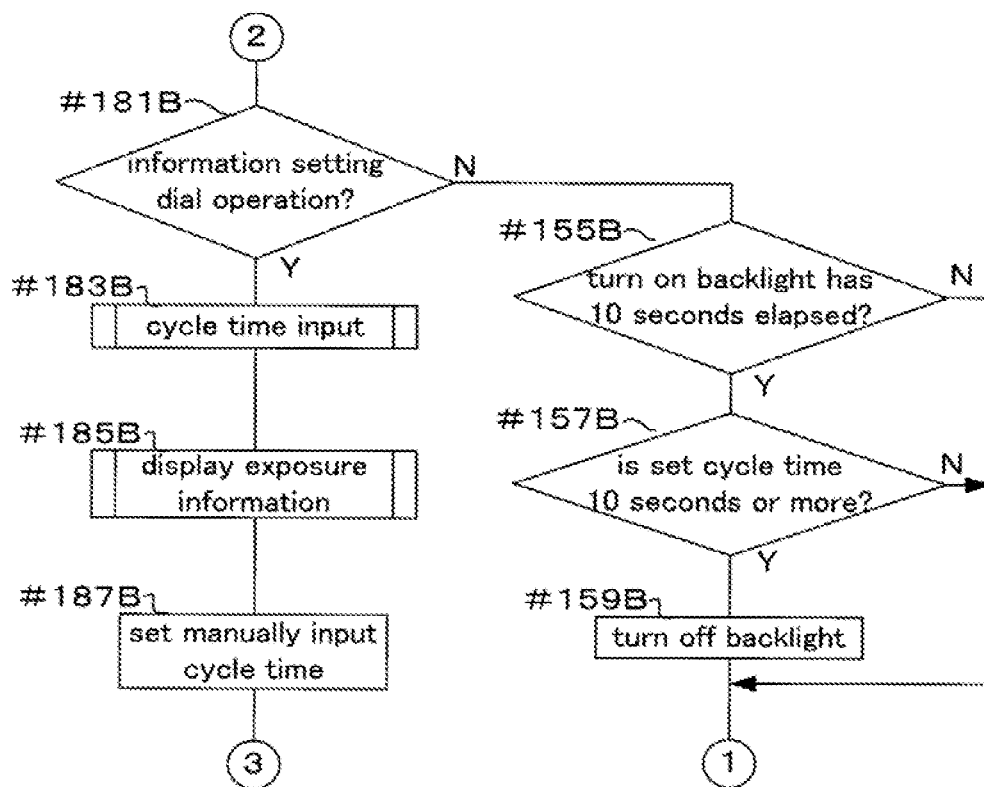 2
#181B
information setting
dial operation?
N
Y
#183B
cycle time input
#185B
display exposure
information
#187B
set manually input
cycle time
3
#155B
turn on backlight has
10 seconds elapsed?
N
Y
#157B
is set cycle time
10 seconds or more?
N
Y
#159B
turn off backlight
1